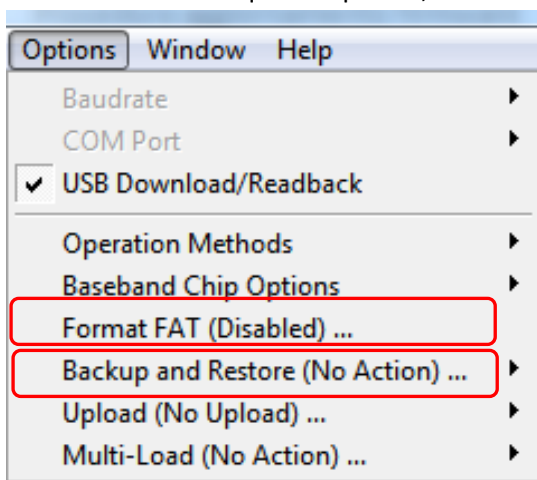 Options Window Help
Baudrate
COM Port
USB Download/Readback
Operation Methods
Baseband Chip Options
Format FAT (Disabled) ...
Backup and Restore (No Action) ...
Upload (No Upload) ...
Multi-Load (No Action) ...